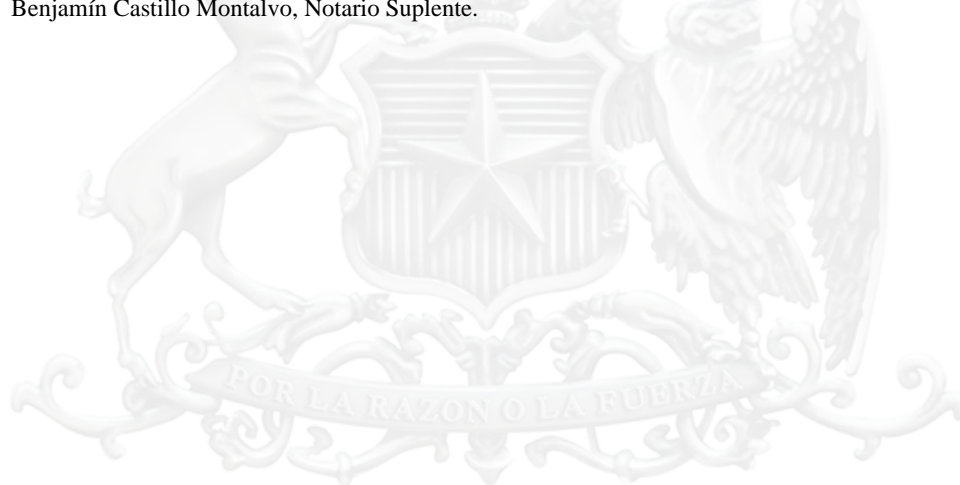 Benjamín Castillo Montalvo, Notario Suplente.
POR LA RAZON O LA FUERZA